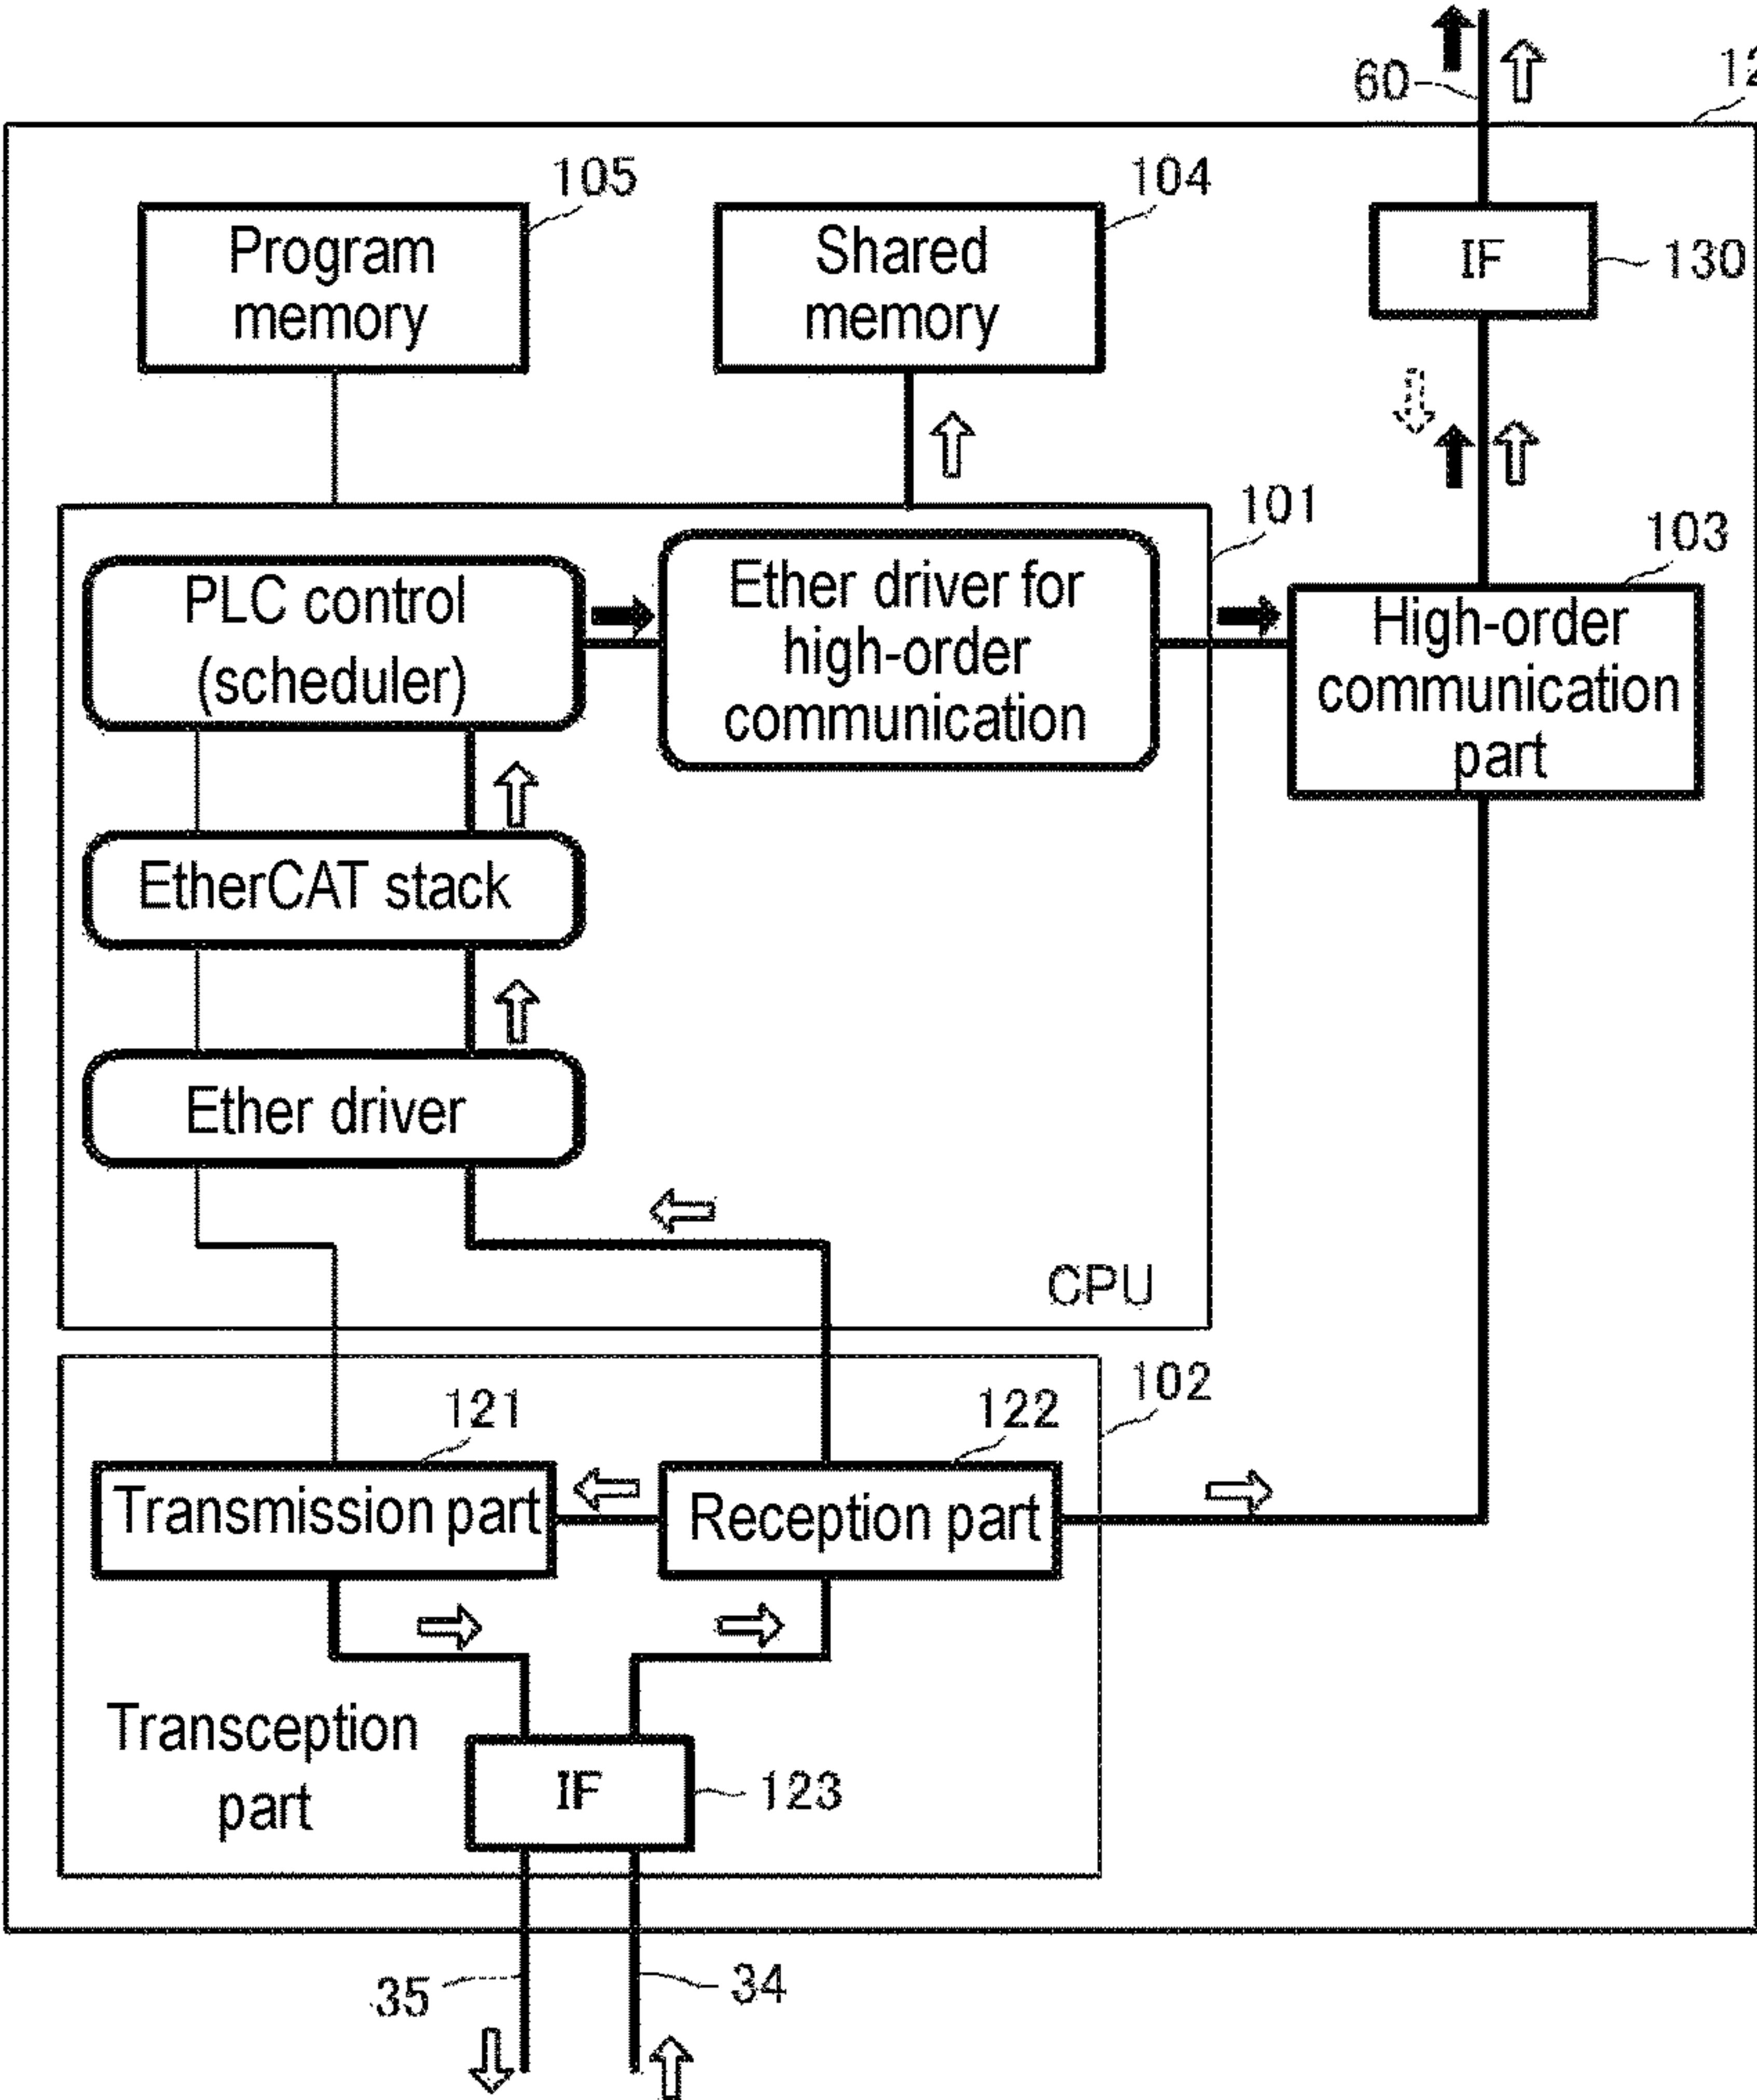 60
12
105
104
Program
memory
Shared
memory
IF
130
101
103
PLC control
(scheduler)
Ether driver for
high-order
communication
High-order
communication
part
EtherCAT stack
Ether driver
CPU
102
121
122
Transmission part
Reception part
Transception
part
IF
123
35
34